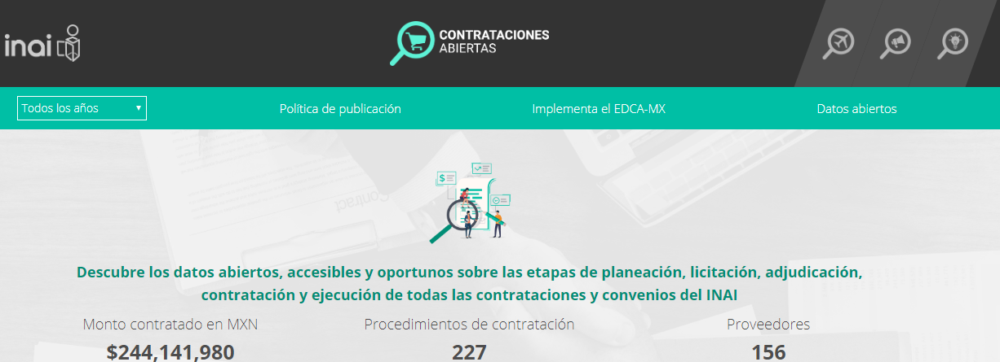 inai
CONTRATACIONES
ABIERTAS
Todos los años
Política de publicación
Implementa el EDCA-MX
Datos abiertos
Contract
$
Descubre los datos abiertos, accesibles y oportunos sobre las etapas de planeación, licitación, adjudicación,
contratación y ejecución de todas las contrataciones y convenios del INAI
Monto contratado en MXN
Procedimientos de contratación
Proveedores
$244,141,980
227
156